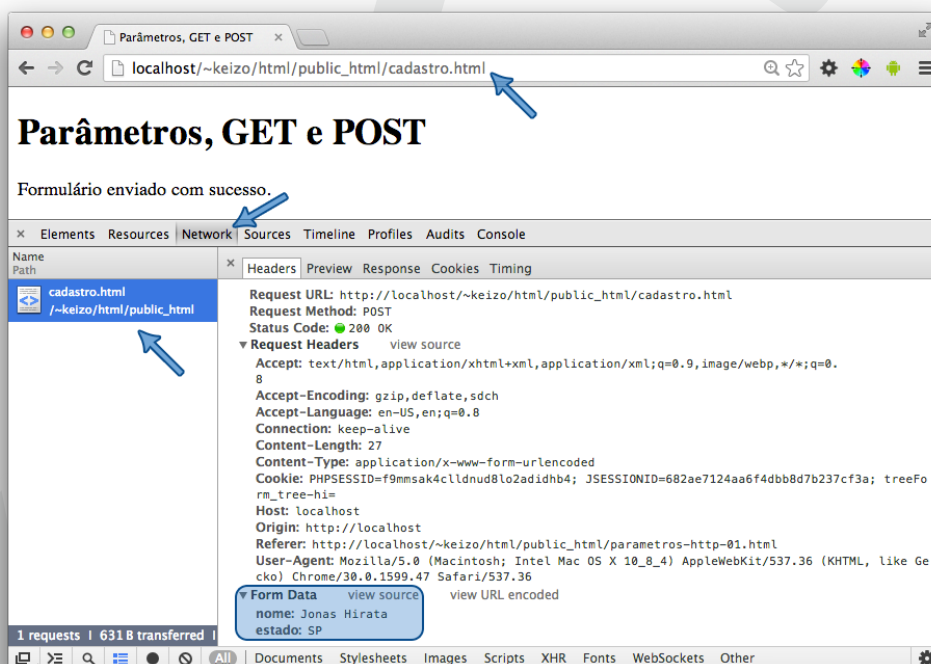 Parâmetros, GET e POST ×
localhost/~keizo/html/public_html/cadastro.html
Parâmetros, GET e POST
Formulário enviado com sucesso.
× Elements Resources Network Sources Timeline Profiles Audits Console
Name
Path
× Headers Preview Response Cookies Timing
cadastro.html
/~keizo/html/public_html
Request URL: http://localhost/~keizo/html/public_html/cadastro.html
Request Method: POST
Status Code: 200 OK
Request Headers view source
Accept: text/html,application/xhtml+xml,application/xml;q=0.9,image/webp,*/*;q=0.
8
Accept-Encoding: gzip,deflate,sdch
Accept-Language: en-US,en;q=0.8
Connection: keep-alive
Content-Length: 27
Content-Type: application/x-www-form-urlencoded
Cookie: PHPSESSID=f9mmsak4clldnud8lo2adidhb4; JSESSIONID=682ae7124aa6f4dbb8d7b237cf3a; treeFo
rm_tree-hi=
Host: localhost
Origin: http://localhost
Referer: http://localhost/~keizo/html/public_html/parametros-http-01.html
User-Agent: Mozilla/5.0 (Macintosh; Intel Mac OS X 10_8_4) AppleWebKit/537.36 (KHTML, like Ge
cko) Chrome/30.0.1599.47 Safari/537.36
Form Data view source view URL encoded
nome: Jonas Hirata
estado: SP
1 requests | 631 B transferred |
All Documents Stylesheets Images Scripts XHR Fonts WebSockets Other